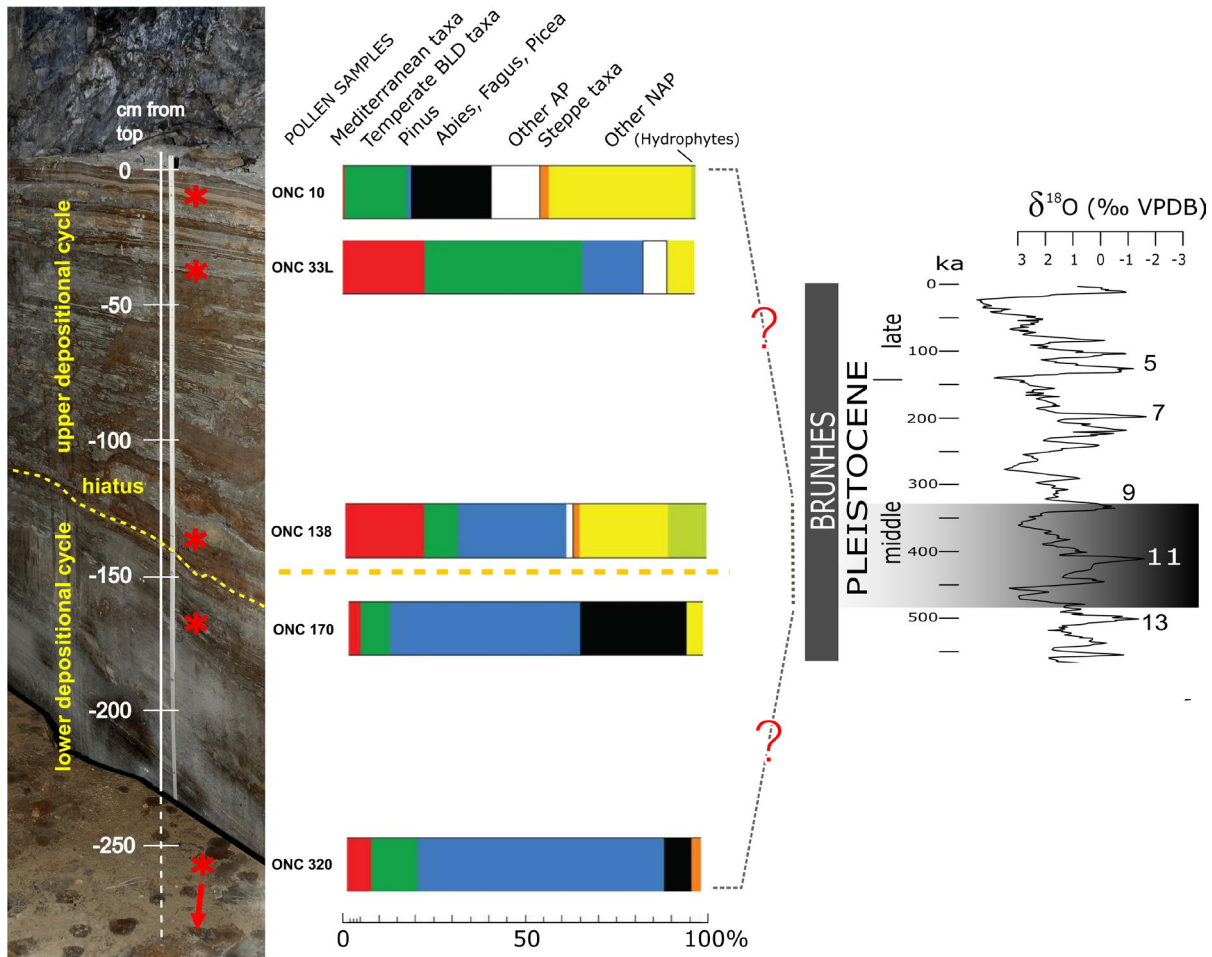 cm from
top
0
-50
-100
-150
-200
-250
upper depositional cycle
hiatus
lower depositional cycle
POLLEN SAMPLES
Mediterranean taxa
Temperate BLD taxa
Pinus
Abies, Fagus, Picea
Other AP
Steppe taxa
Other NAP
(Hydrophytes)
ONC 10
ONC 33L
ONC 138
ONC 170
ONC 320
0
50
100%
?
?
BRUNHES
PLEISTOCENE
late
middle
δ18O (‰ VPDB)
3 2 1 0 -1 -2 -3
ka
0
100
200
300
400
500
5
7
9
11
13